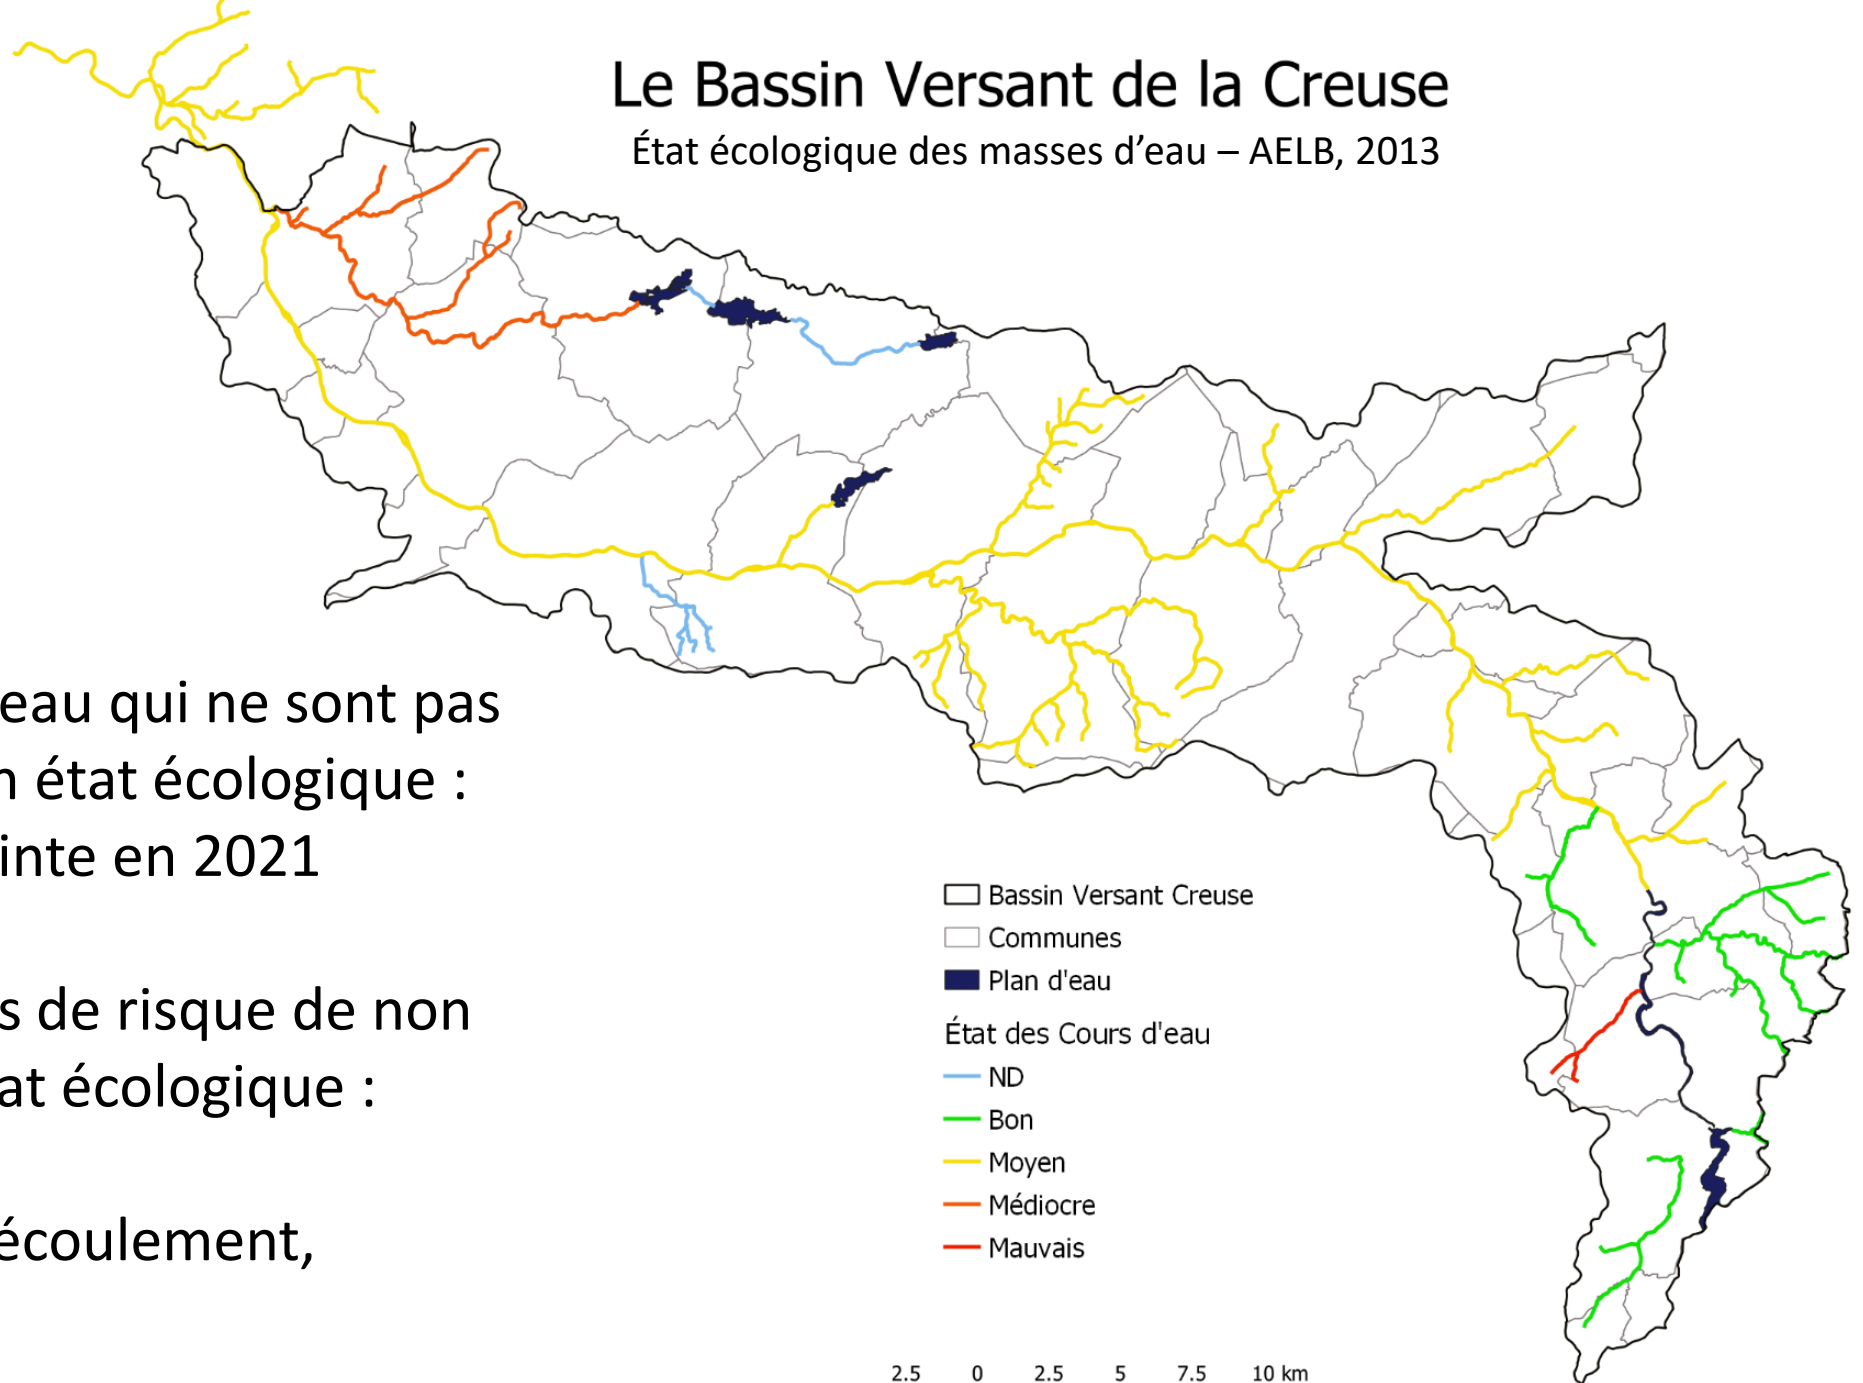 Le Bassin Versant de la Creuse
État écologique des masses d’eau – AELB, 2013
eau qui ne sont pas
n état écologique :
inte en 2021
s de risque de non
at écologique :
écoulement,
Bassin Versant Creuse
Communes
Plan d'eau
État des Cours d'eau
ND
Bon
Moyen
Médiocre
Mauvais
2.5 0 2.5 5 7.5 10 km